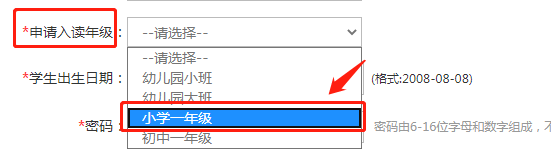 *申请入读年级： --请选择--
--请选择--
幼儿园小班
*学生出生日期： (格式:2008-08-08)
幼儿园大班
小学一年级
*密码： 密码由6-16位字母和数字组成，不
初中一年级